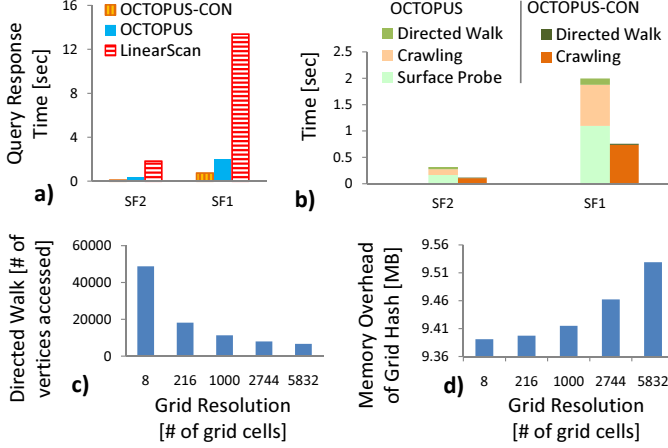 OCTOPUS-CON
OCTOPUS
LinearScan
Query Response
Time [sec]
16
12
8
4
0
SF2
SF1
a)
OCTOPUS
Directed Walk
Crawling
Surface Probe
OCTOPUS-CON
Directed Walk
Crawling
Time [sec]
2.5
2
1.5
1
0.5
0
SF2
SF1
b)
Directed Walk [# of
vertices accessed]
60000
40000
20000
0
8 216 1000 2744 5832
c)
Grid Resolution
[# of grid cells]
Memory Overhead
of Grid Hash [MB]
9.56
9.51
9.46
9.41
9.36
8 216 1000 2744 5832
d)
Grid Resolution
[# of grid cells]